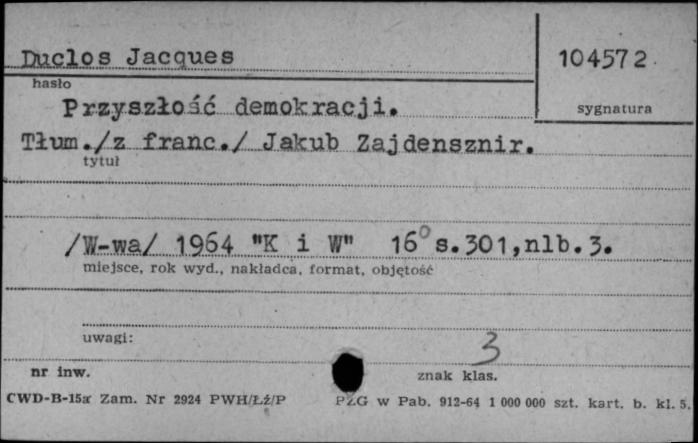 Duclos Jacques
104572
hasło
Przyszłość demokracji.
sygnatura
Tłum./z franc./ Jakub Zajdensznir.
tytuł
/W-wa/ 1964 "K i W" 16° s.301,nlb.3.
miejsce, rok wyd., nakładca, format, objętość
uwagi:
3
nr inw.
znak klas.
CWD-B-15a Zam. Nr 2924 PWH/Łź/P PZG w Pab. 912-64 1 000 000 szt. kart. b. kl. 5.